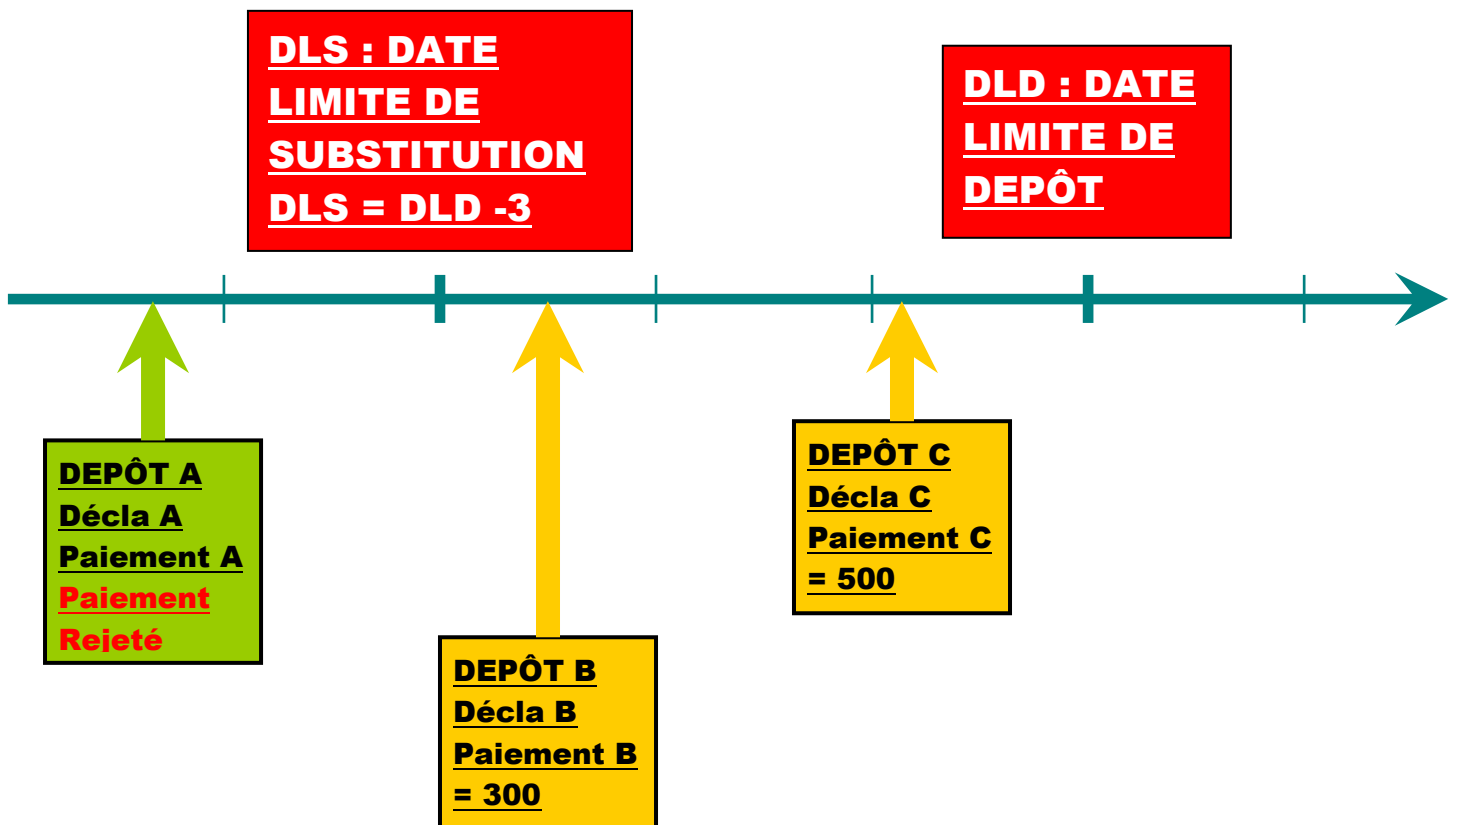 DLS : DATE
LIMITE DE
SUBSTITUTION
DLS = DLD -3
DLD : DATE
LIMITE DE
DEPÔT
DEPÔT A
Décla A
Paiement A
Paiement
Rejeté
DEPÔT B
Décla B
Paiement B
= 300
DEPÔT C
Décla C
Paiement C
= 500